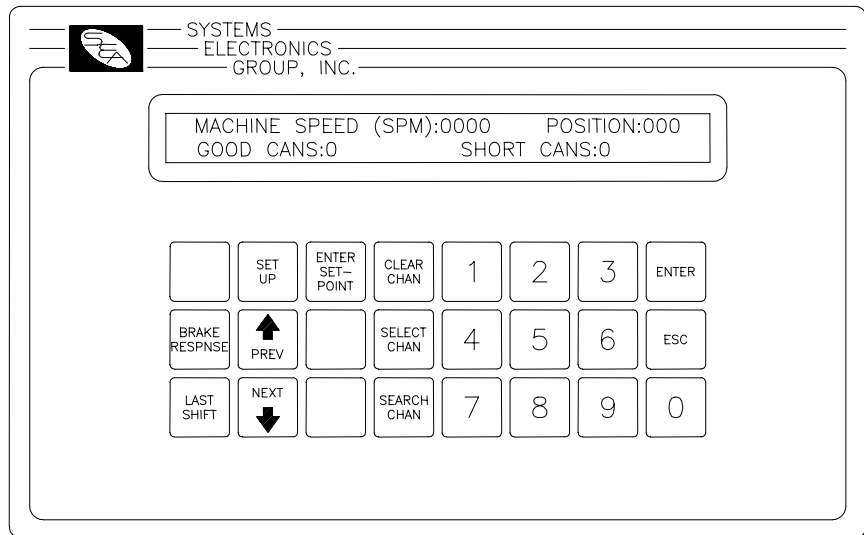 SYSTEMS
ELECTRONICS
GROUP, INC.
SEA
MACHINE SPEED (SPM):0000 POSITION:000
GOOD CANS:0 SHORT CANS:0
SET UP
ENTER SET- POINT
CLEAR CHAN
1 2 3 ENTER
BRAKE RESPNSE
PREV
SELECT CHAN
4 5 6 ESC
LAST SHIFT
NEXT
SEARCH CHAN
7 8 9 0